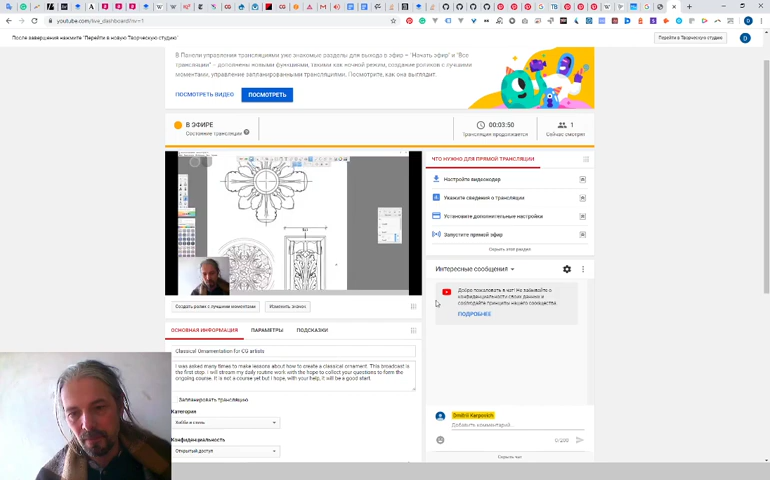 youtube.com/live_dashboard?nv=1
После завершения нажмите "Перейти в новую Творческую студию"
Перейти в Творческую студию
В Панели управления трансляциями уже знакомые разделы для выхода в эфир – "Начать эфир" и "Все
трансляции" – дополнены новыми функциями, такими как ночной режим, создание роликов с лучшими
моментами, управление запланированными трансляциями. Посмотрите, как она выглядит.
ПОСМОТРЕТЬ ВИДЕО
ПОСМОТРЕТЬ
В ЭФИРЕ
Состояние трансляции
00:03:50
Трансляция продолжается
1
Сейчас смотрят
ЧТО НУЖНО ДЛЯ ПРЯМОЙ ТРАНСЛЯЦИИ
Настройте видеокодер
Укажите сведения о трансляции
Установите дополнительные настройки
Запустите прямой эфир
Скрыть этот раздел
Интересные сообщения
Добро пожаловать в чат! Не забывайте о
конфиденциальности своих данных и
соблюдайте принципы нашего сообщества.
ПОДРОБНЕЕ
Создать ролик с лучшими моментами
Изменить значок
ОСНОВНАЯ ИНФОРМАЦИЯ
ПАРАМЕТРЫ
ПОДСКАЗКИ
Classical Ornamentation for CG artists
I was asked many times to make lessons about how to create a classical ornament. This broadcast is
the first step. I will stream my daily routine work with the hope to collect your questions to form the
ongoing course. It is not a course yet but I hope, with your help, it will be a good start
Запланировать трансляцию
Категория
Хобби и стиль
Конфиденциальность
Открытый доступ
Dmitrii Karpovich
Добавьте комментарий...
0/200
Скрыть чат